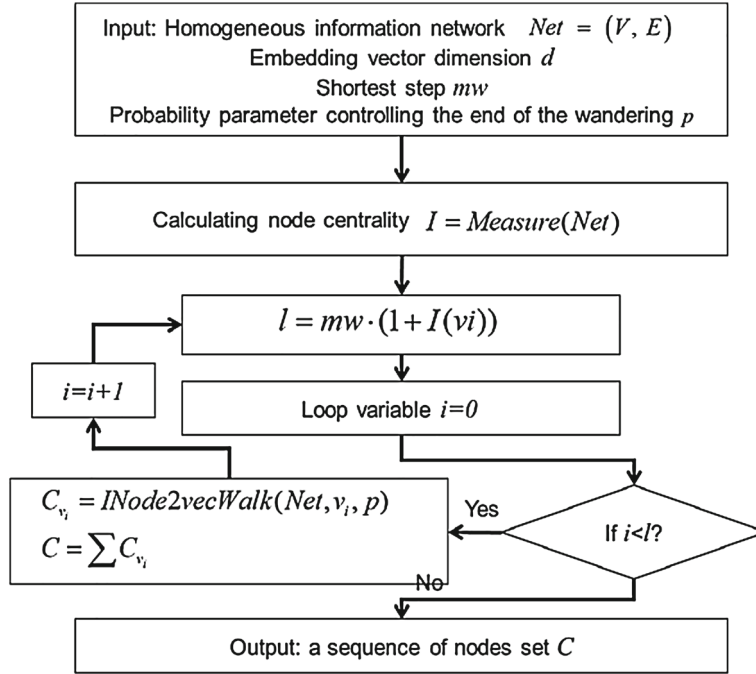 Input: Homogeneous information network Net = (V, E)
Embedding vector dimension d
Shortest step mw
Probability parameter controlling the end of the wandering p
Calculating node centrality I = Measure(Net)
l = mw·(1 + I(vi))
i=i+1
Loop variable i=0
C_{v_i} = INode2vecWalk(Net, v_i, p)
C = ∑ C_{v_i}
Yes
If i<l?
No
Output: a sequence of nodes set C